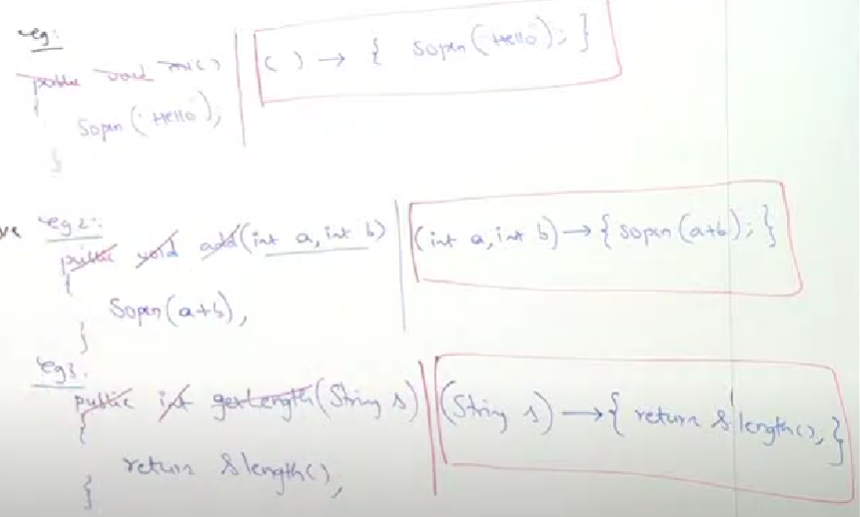 eg:
public void m1()
{
Sopln("Hello");
}
( ) → { Sopln("Hello"); }
eg2:
public void add(int a, int b)
{
Sopln(a+b);
}
(int a, int b) → { Sopln(a+b); }
eg3:
public int getLength(String s)
{
return s.length();
}
(String s) → { return s.length(); }